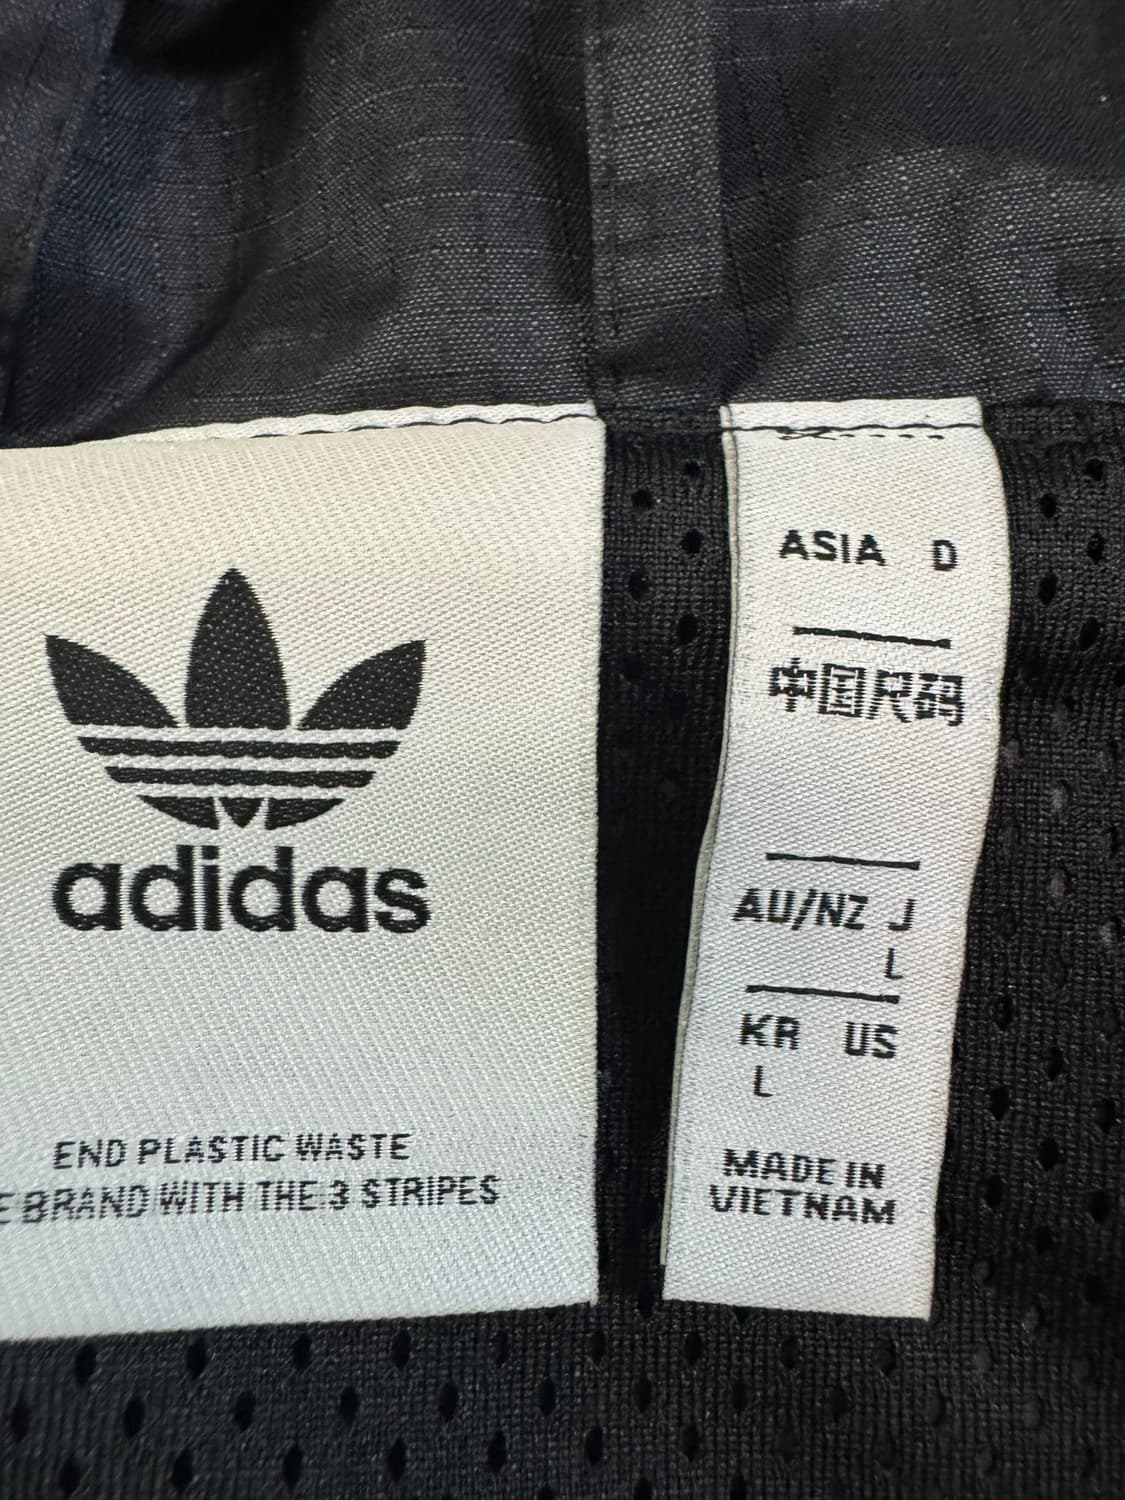 adidas
END PLASTIC WASTE
E BRAND WITH THE 3 STRIPES
ASIA D
中国尺码
AU/NZ J
L
KR US
L
MADE IN
VIETNAM